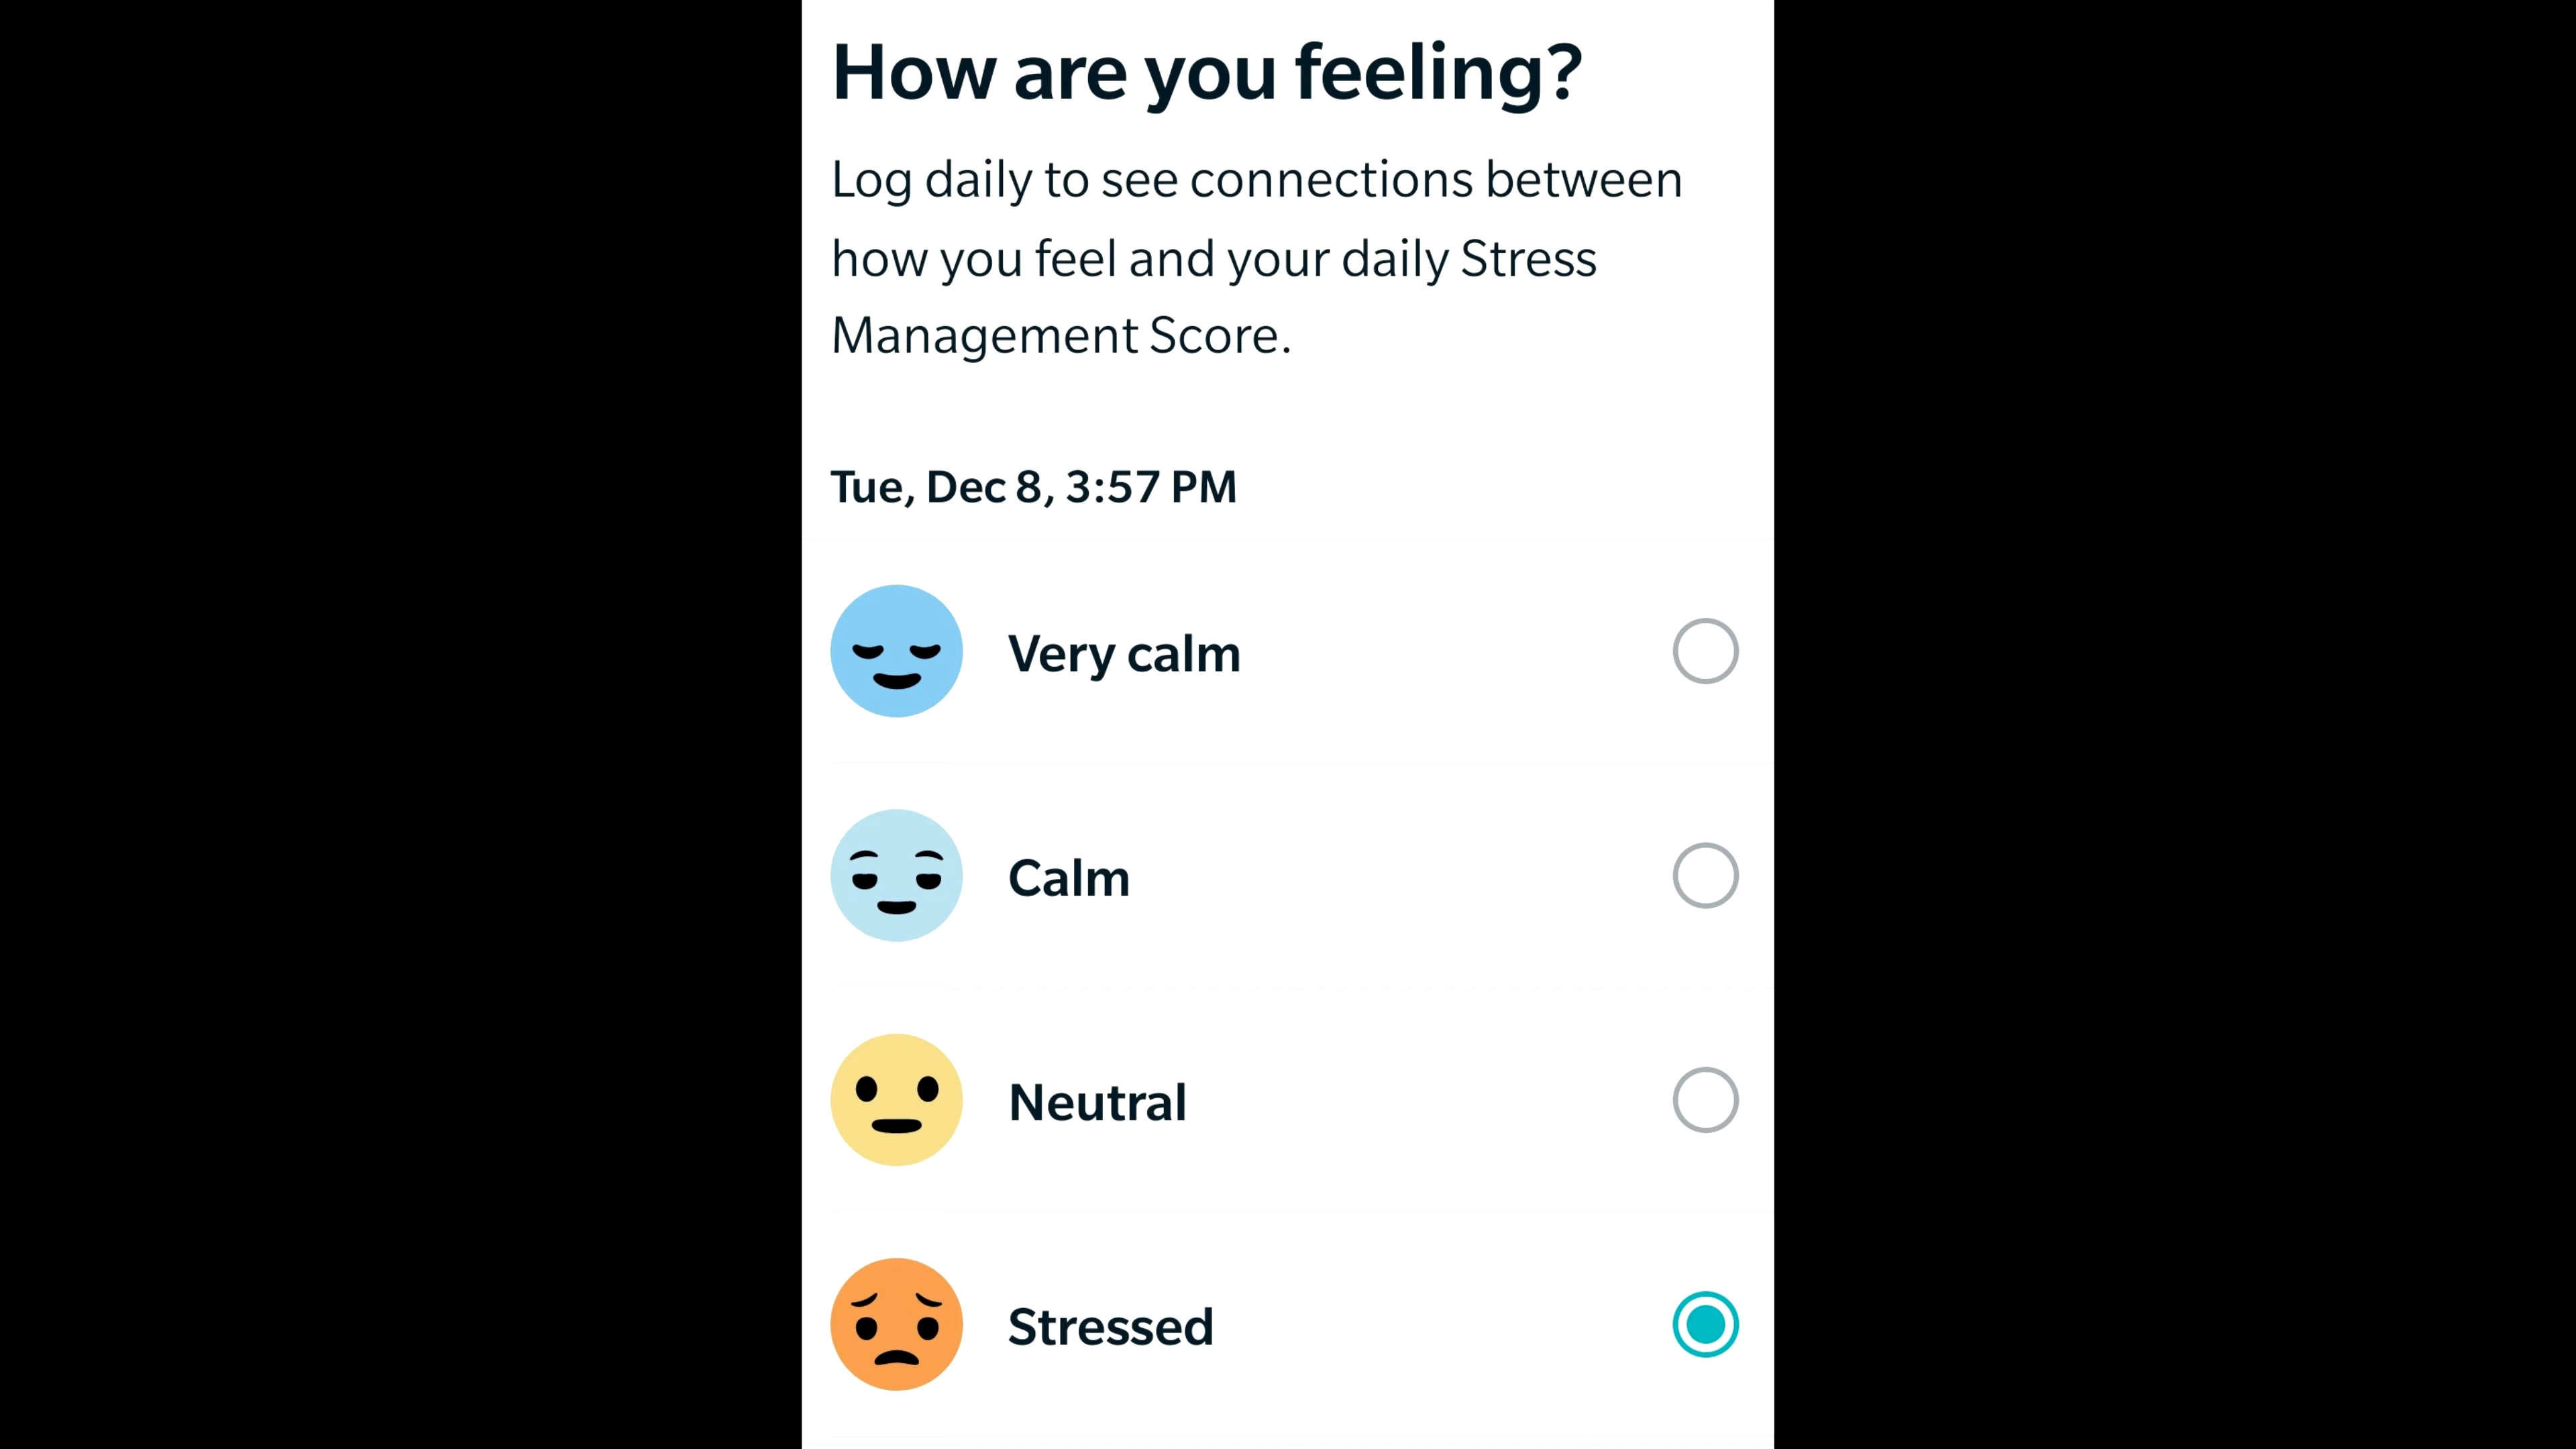 How are you feeling?
Log daily to see connections between
how you feel and your daily Stress
Management Score.
Tue, Dec 8, 3:57 PM
Very calm
Calm
Neutral
Stressed